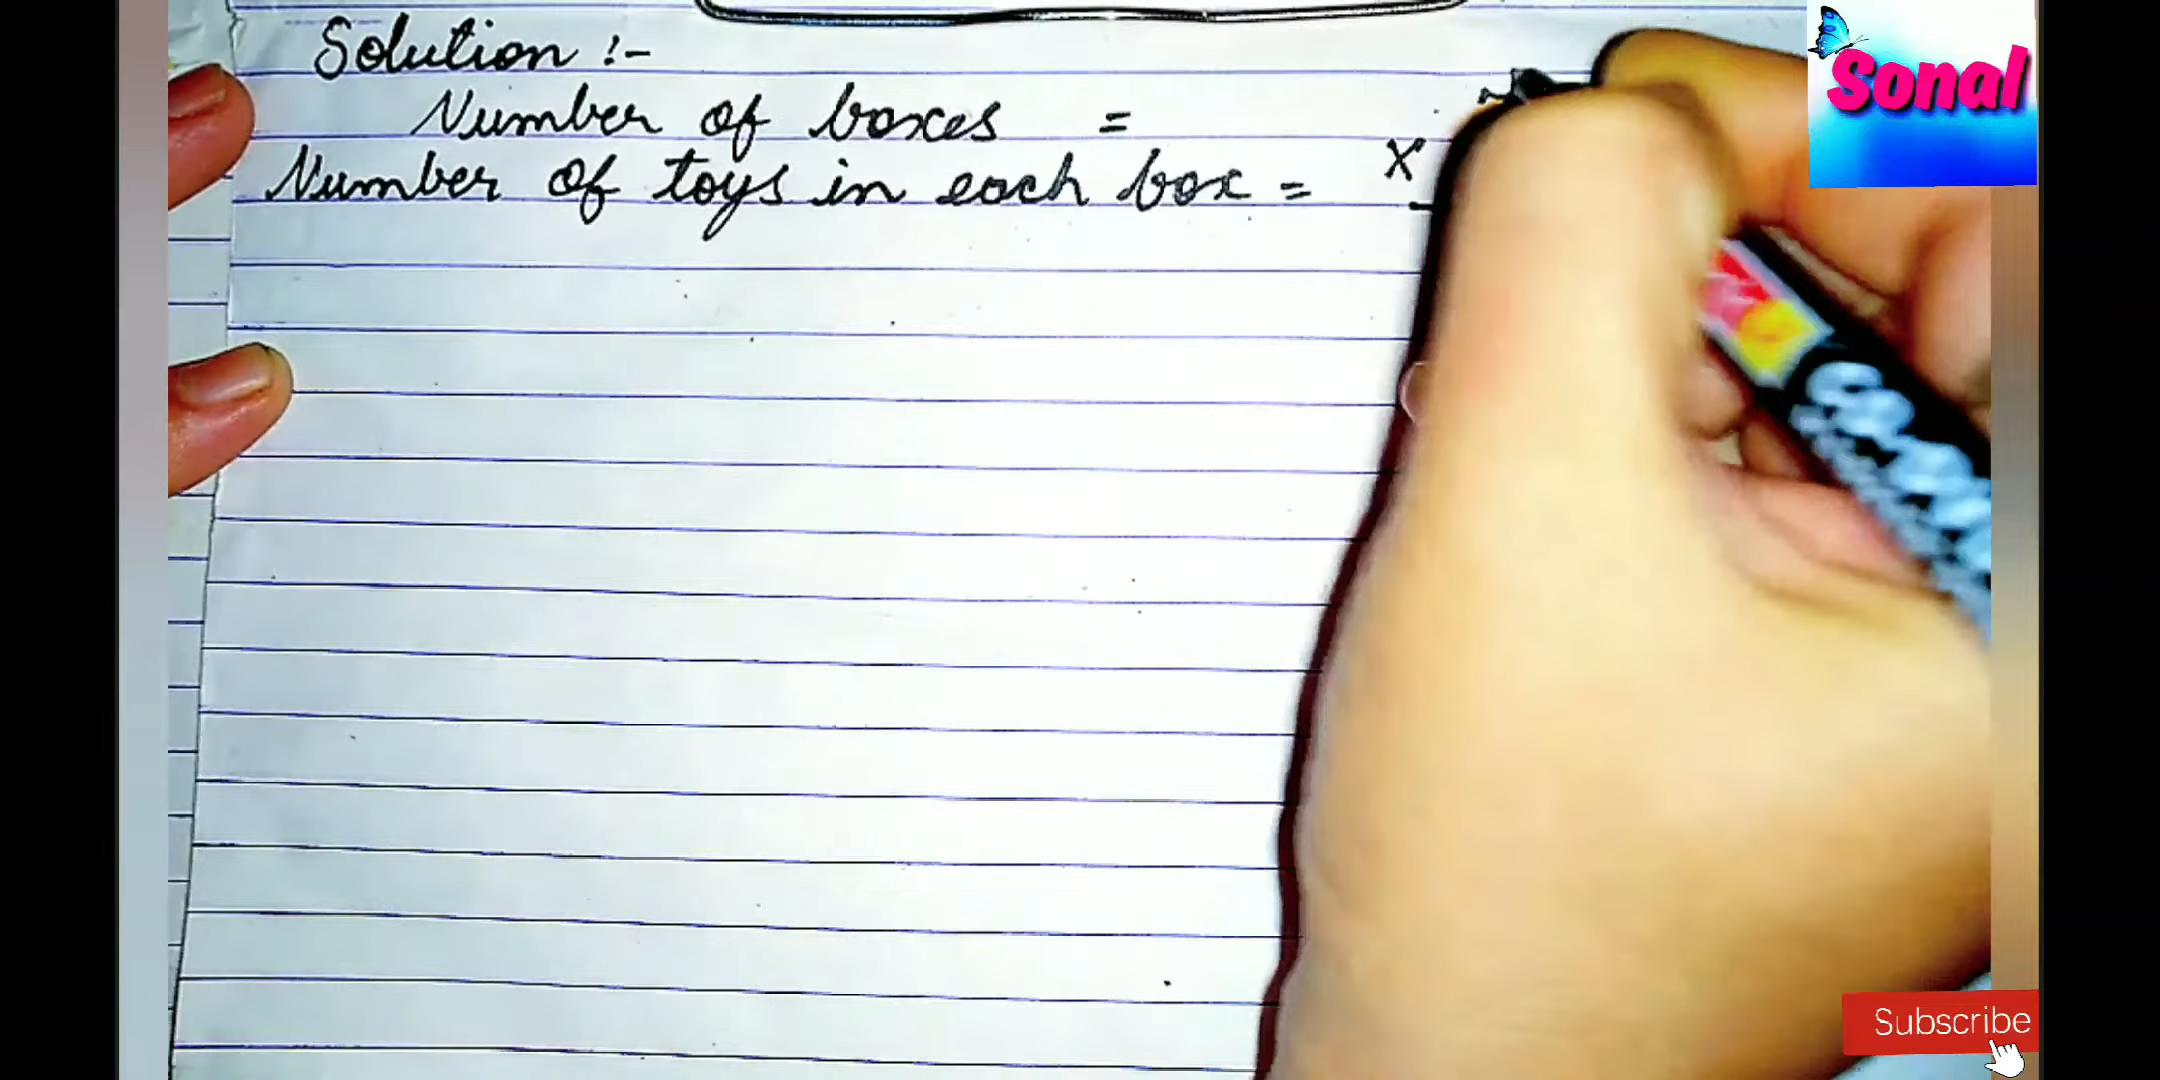 Solution :-
Number of boxes =
Number of toys in each box = X
Sonal
Subscribe